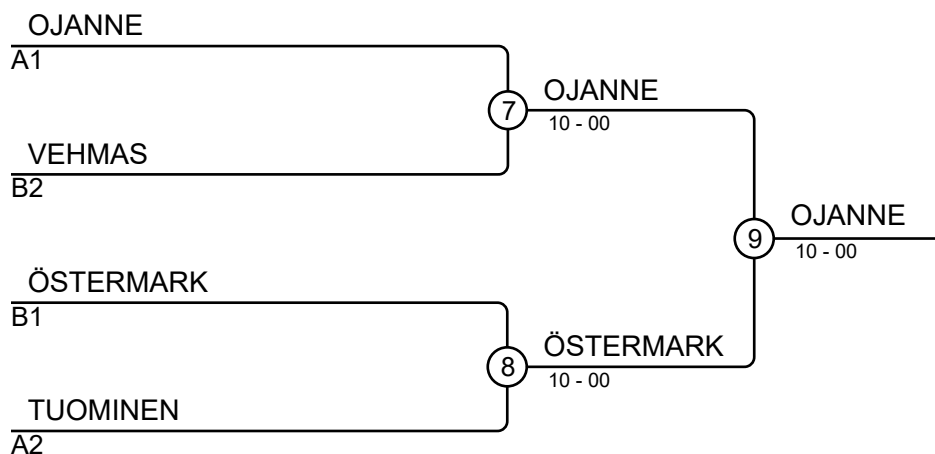 OJANNE
A1
7
OJANNE
10 - 00
VEHMAS
B2
9
OJANNE
10 - 00
ÖSTERMARK
B1
8
ÖSTERMARK
10 - 00
TUOMINEN
A2